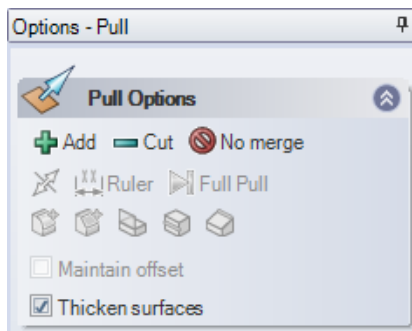 Options - Pull
Pull Options
Add Cut No merge
Ruler Full Pull
Maintain offset
Thicken surfaces